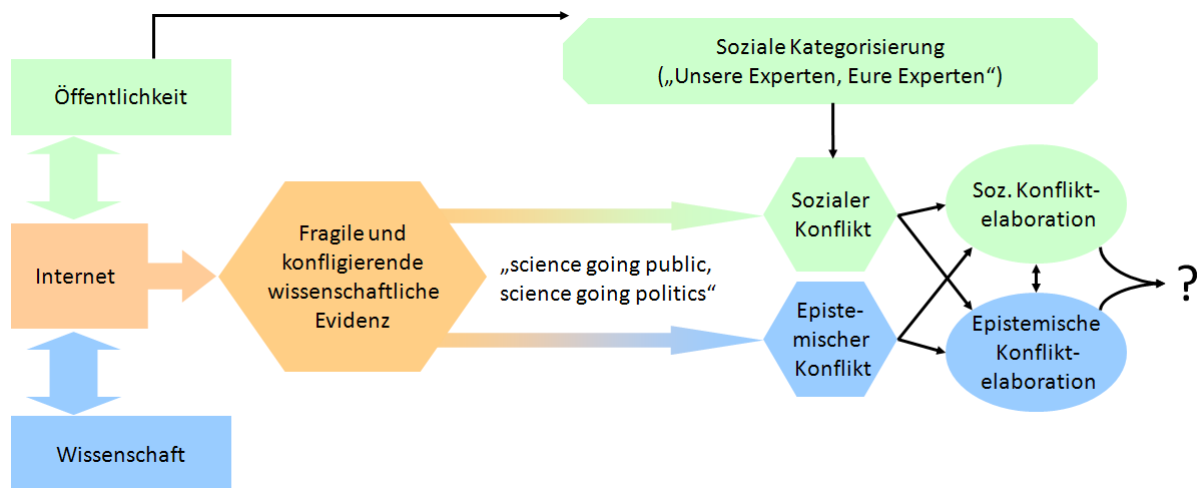 Soziale Kategorisierung
(„Unsere Experten, Eure Experten“)
Öffentlichkeit
Internet
Wissenschaft
Fragile und
konfligierende
wissenschaftliche
Evidenz
„science going public,
science going politics“
Sozialer
Konflikt
Episte-
mischer
Konflikt
Soz. Konflikt-
elaboration
Epistemische
Konflikt-
elaboration
?